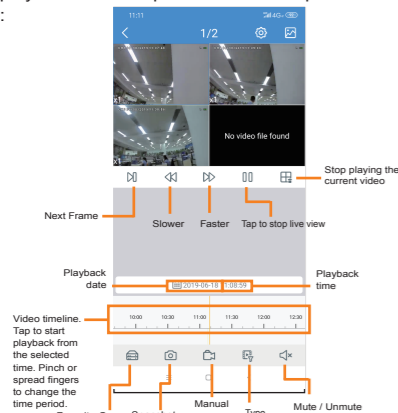 :
11:11
4G
1/2
x1
x1
x1
No video file found
Stop playing the
current video
Next Frame
Slower
Faster
Tap to stop live view
Playback
date
2019-06-18
1:08:59
Playback
time
Video timeline.
Tap to start
playback from
the selected
time. Pinch or
spread fingers
to change the
time period.
10:00 10:30 11:00 11:30 12:00 12:30
Manual
Mute / Unmute